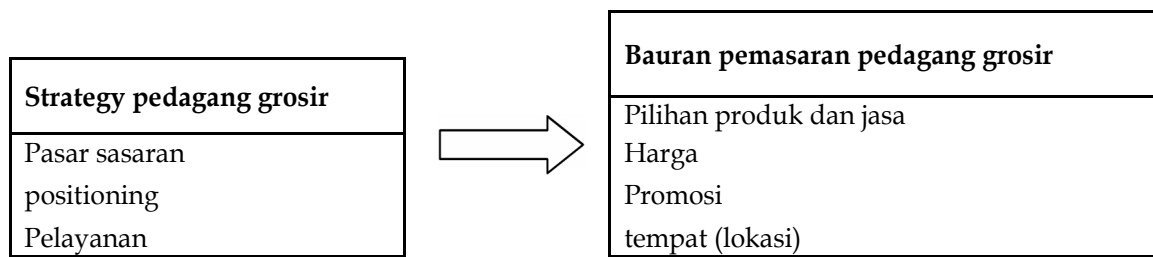 Strategy pedagang grosir
Pasar sasaran
positioning
Pelayanan
Bauran pemasaran pedagang grosir
Pilihan produk dan jasa
Harga
Promosi
tempat (lokasi)